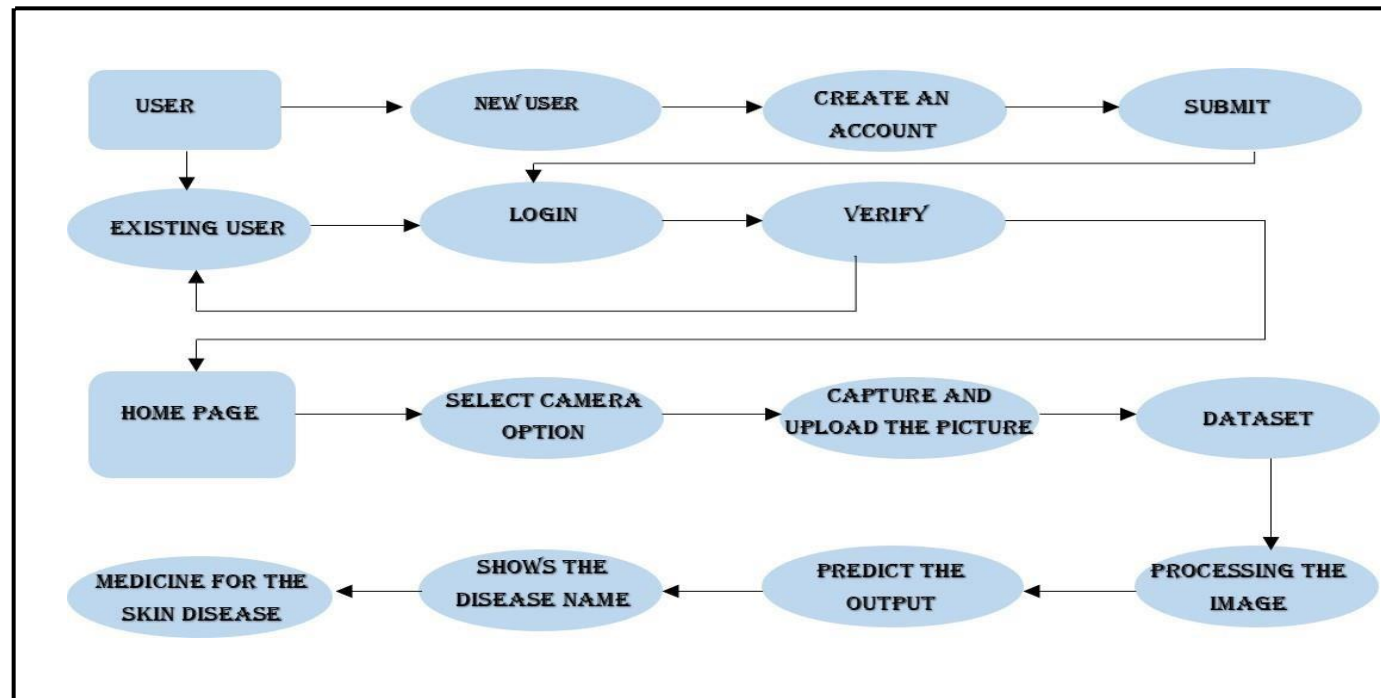 USER
NEW USER
CREATE AN
ACCOUNT
SUBMIT
EXISTING USER
LOGIN
VERIFY
HOME PAGE
SELECT CAMERA
OPTION
CAPTURE AND
UPLOAD THE PICTURE
DATASET
MEDICINE FOR THE
SKIN DISEASE
SHOW'S THE
DISEASE NAME
PREDICT THE
OUTPUT
PROCESSING THE
IMAGE